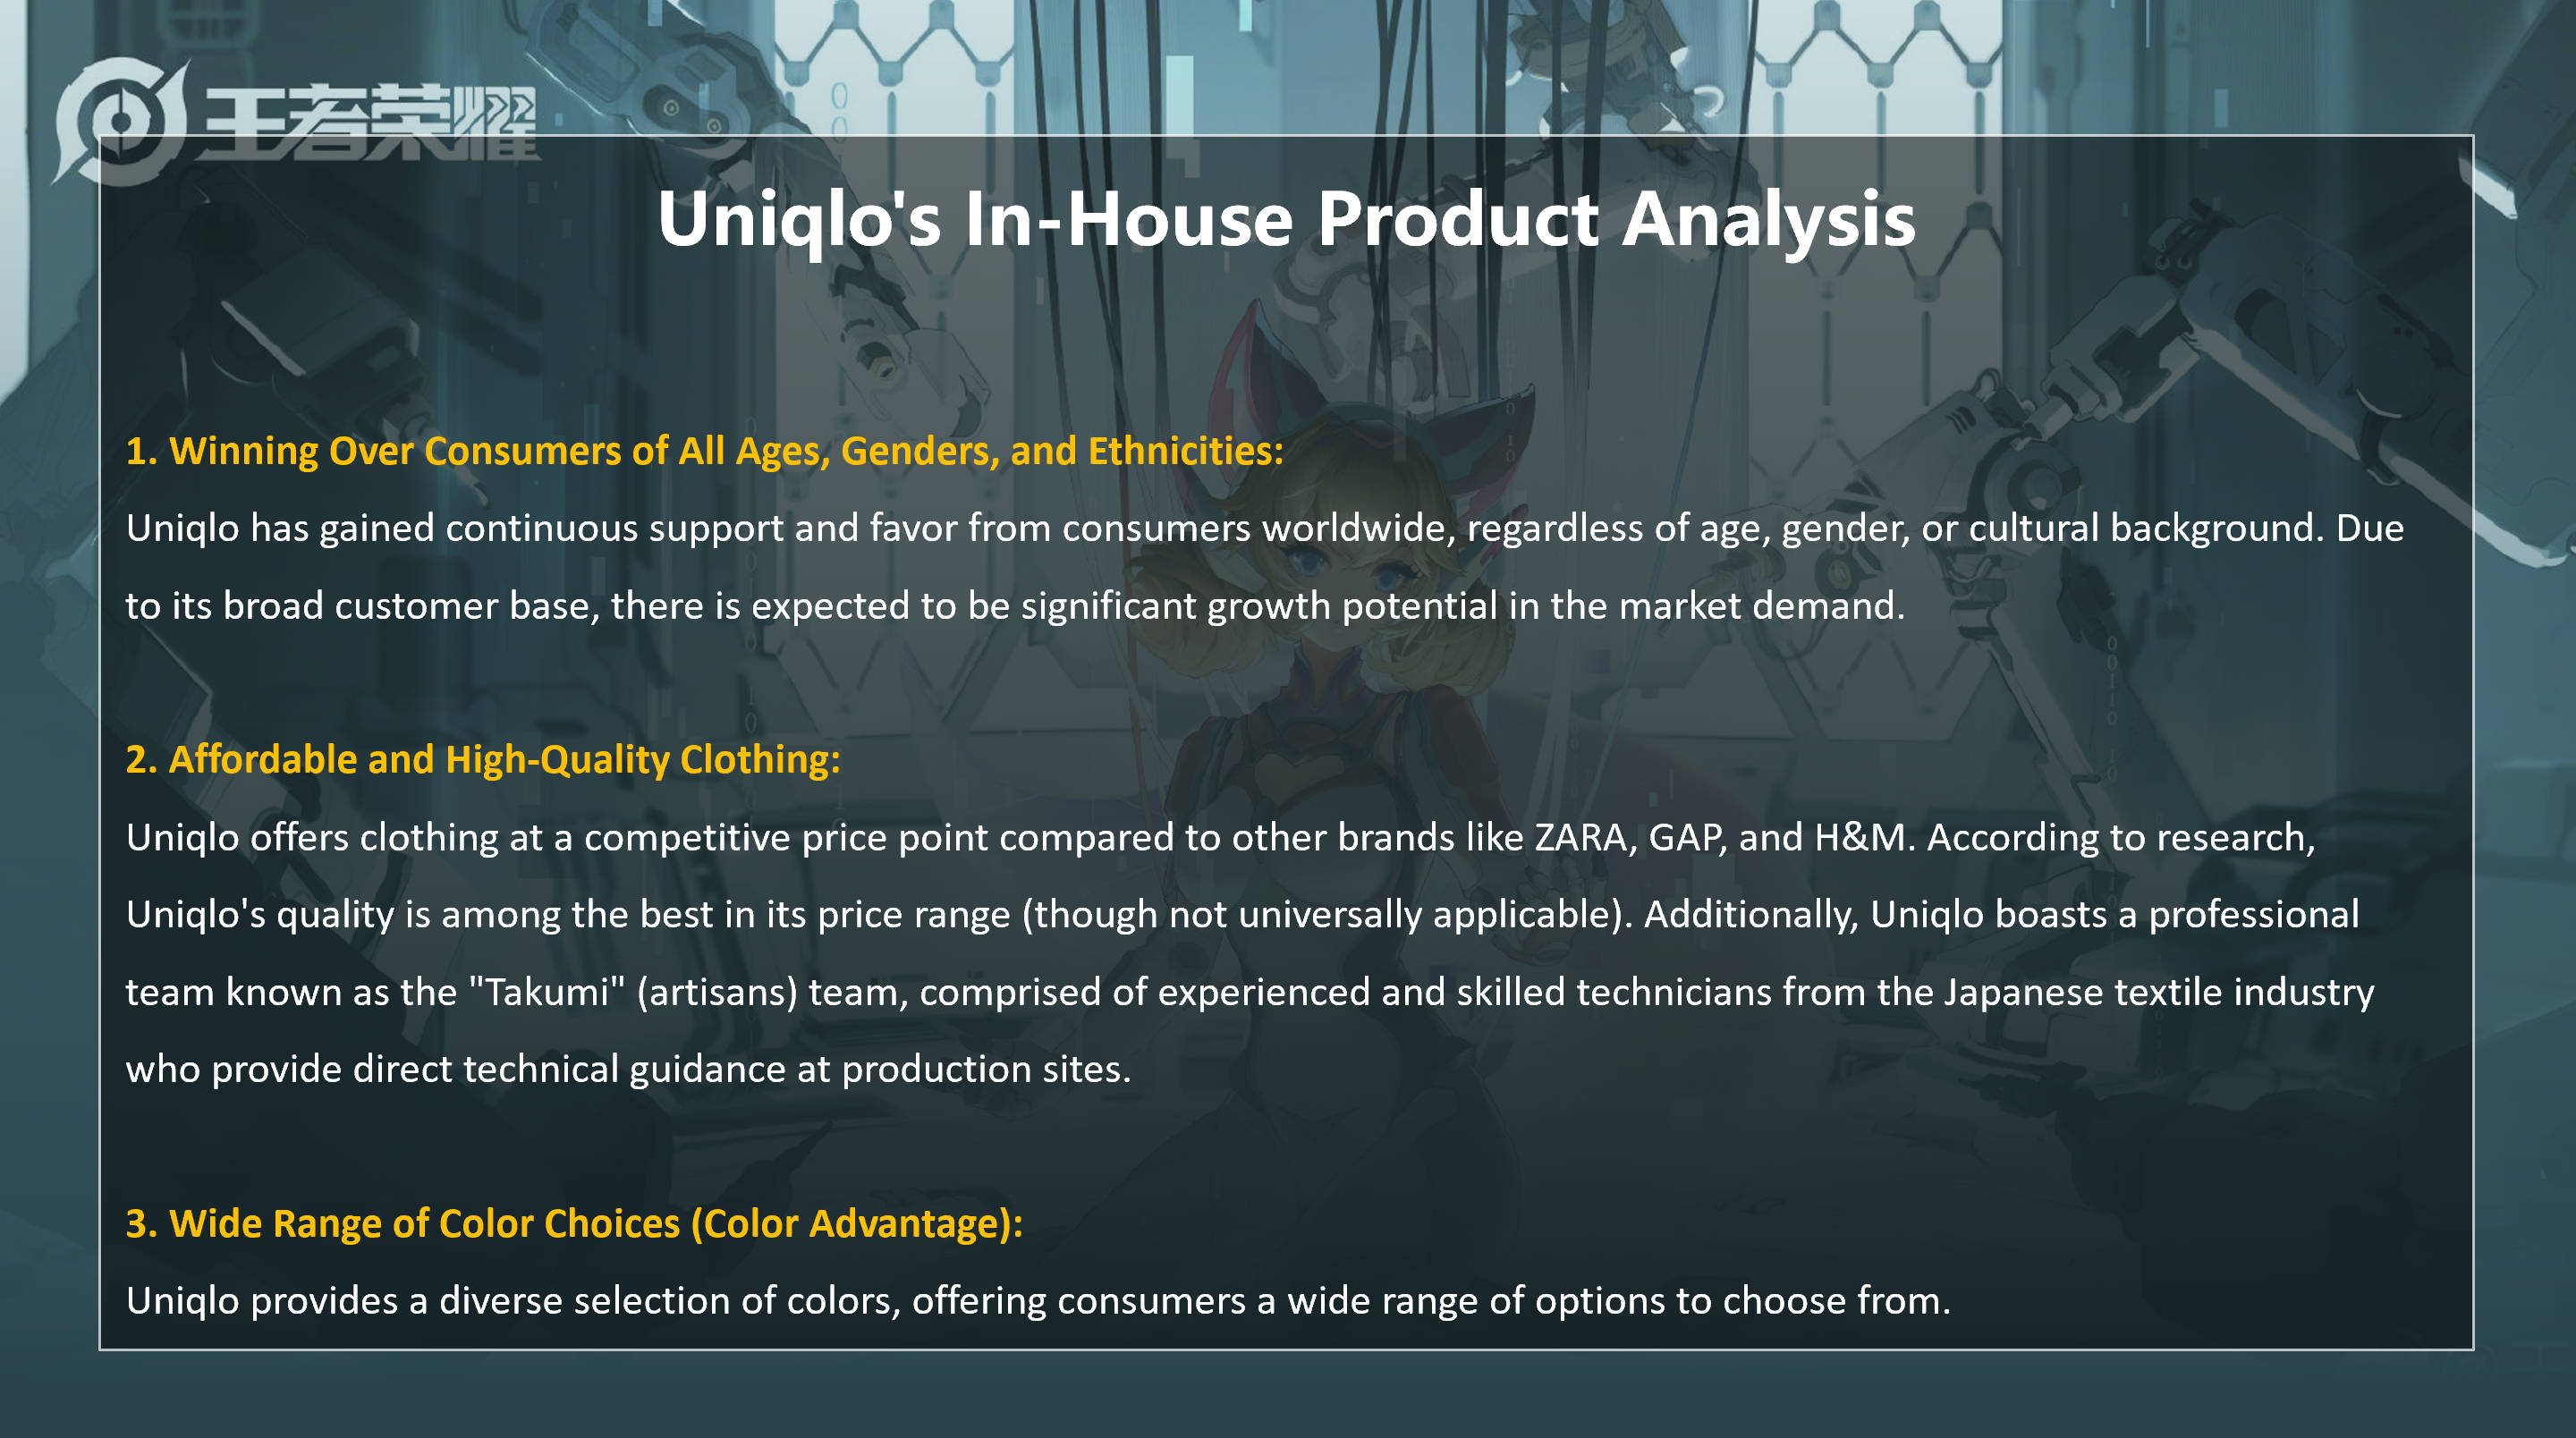 王者荣耀
Uniqlo's In-House Product Analysis
1. Winning Over Consumers of All Ages, Genders, and Ethnicities:
Uniqlo has gained continuous support and favor from consumers worldwide, regardless of age, gender, or cultural background. Due
to its broad customer base, there is expected to be significant growth potential in the market demand.
2. Affordable and High-Quality Clothing:
Uniqlo offers clothing at a competitive price point compared to other brands like ZARA, GAP, and H&M. According to research,
Uniqlo's quality is among the best in its price range (though not universally applicable). Additionally, Uniqlo boasts a professional
team known as the "Takumi" (artisans) team, comprised of experienced and skilled technicians from the Japanese textile industry
who provide direct technical guidance at production sites.
3. Wide Range of Color Choices (Color Advantage):
Uniqlo provides a diverse selection of colors, offering consumers a wide range of options to choose from.